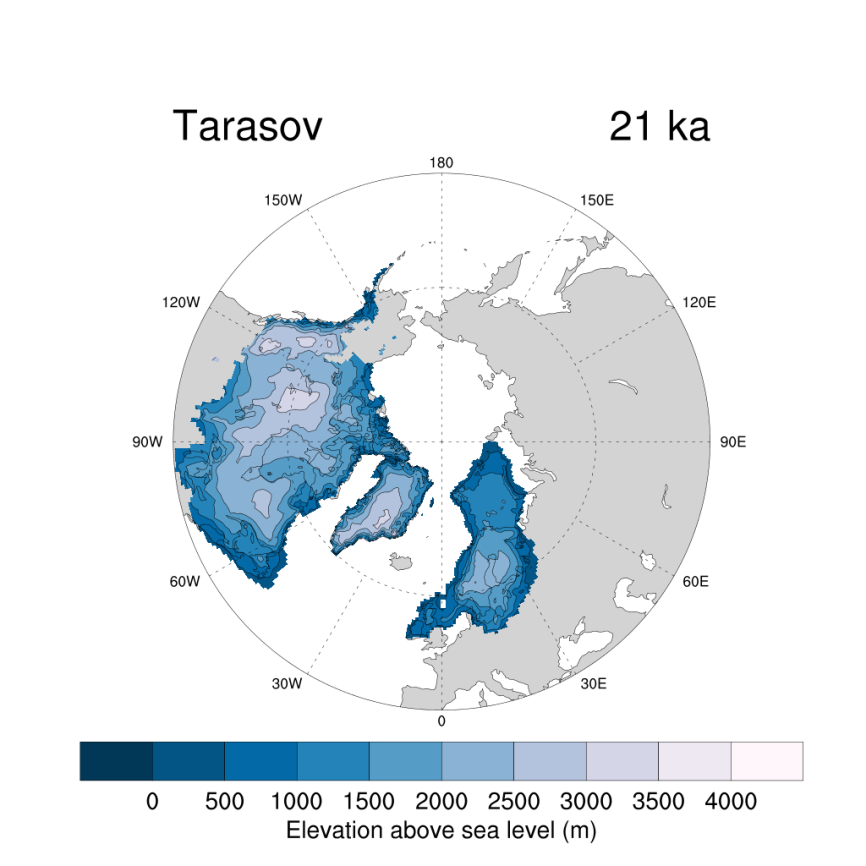 Tarasov 21 ka
180
150W 150E
120W 120E
90W 90E
60W 60E
30W 30E
0
0 500 1000 1500 2000 2500 3000 3500 4000
Elevation above sea level (m)